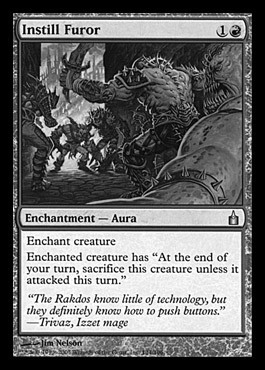 Instill Furor
1
Enchantment — Aura
Enchant creature
Enchanted creature has "At the end of
your turn, sacrifice this creature unless it
attacked this turn."
"The Rakdos know little of technology, but
they definitely know how to push buttons."
—Trivaz, Izzet mage
Jim Nelson